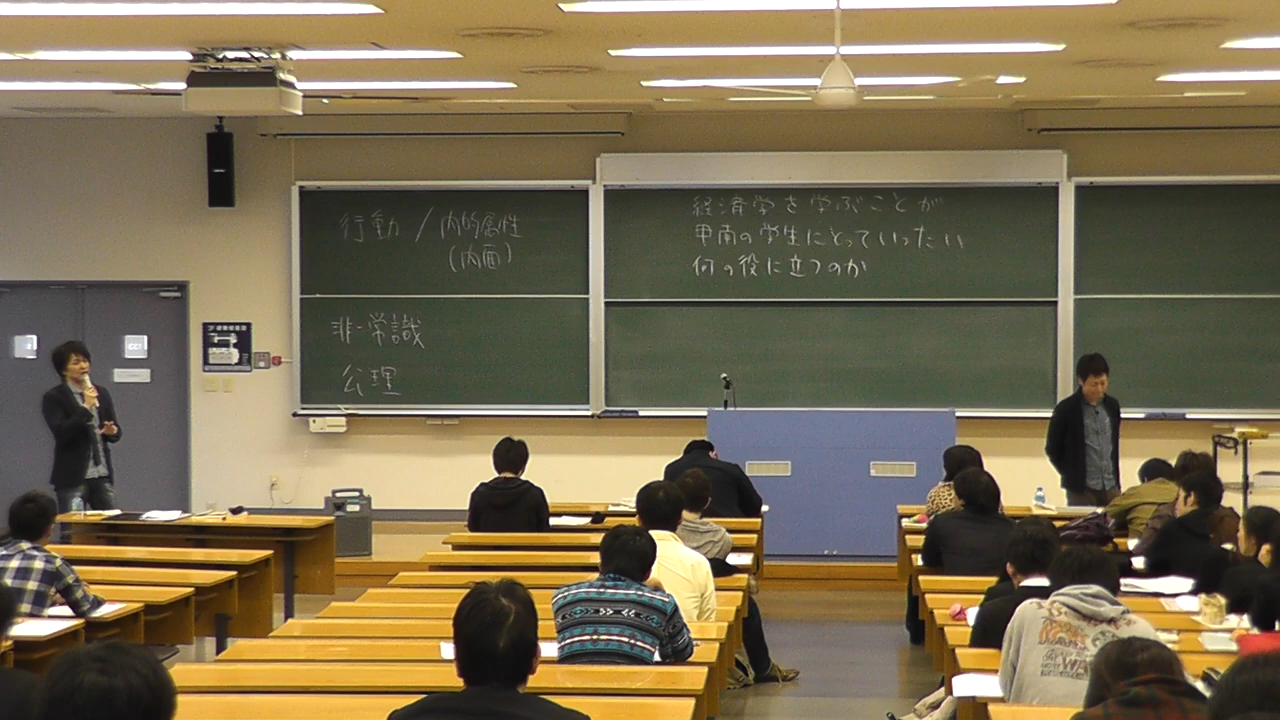 行動 / 内的属性
(内面)
非-常識
公理
経済学を学ぶことが
甲南の学生にとっていったい
何の役に立つのか